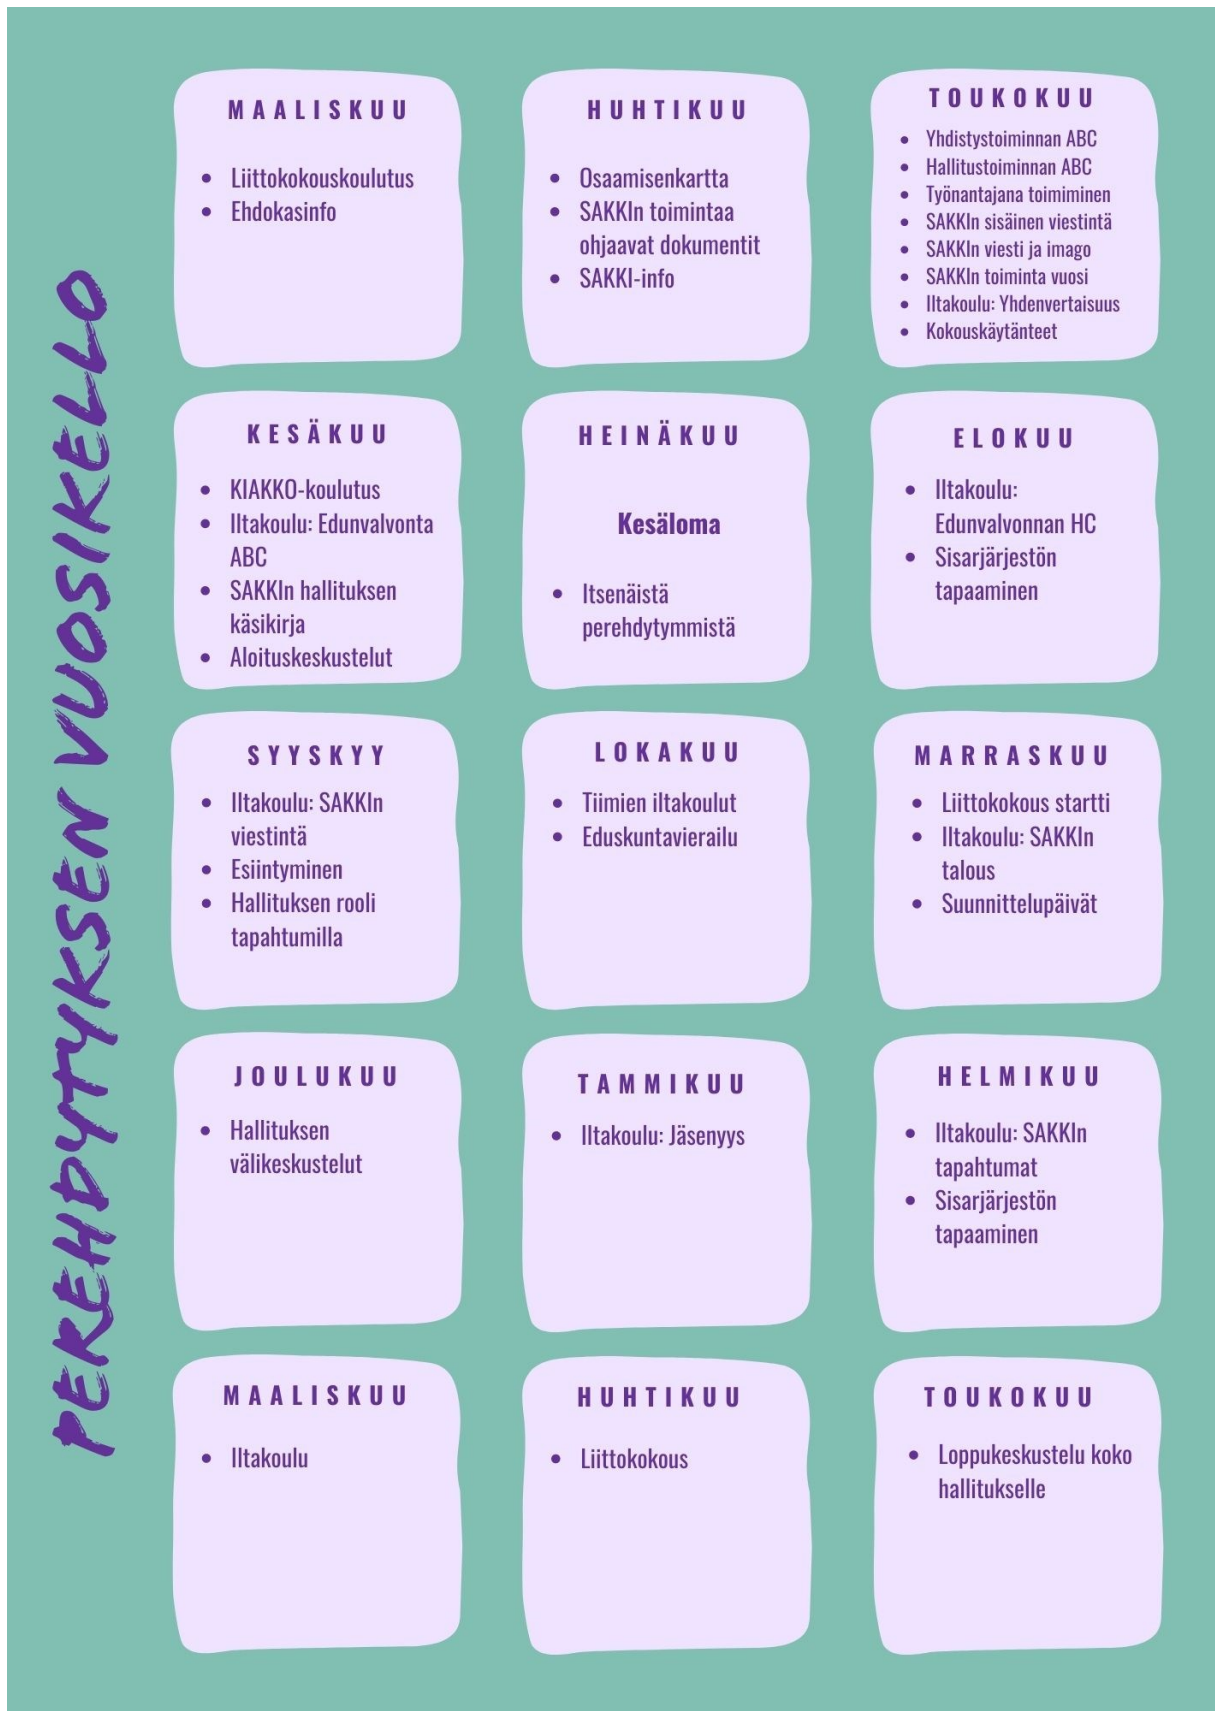 PEREHDYTYKSEN VUOSIKELLO
MAALISKUU
Liittokokouskoulutus
Ehdokasinfo
HUHTIKUU
Osaamisenkartta
SAKKIn toimintaa
ohjaavat dokumentit
SAKKI-info
TOUKOKUU
Yhdistystoiminnan ABC
Hallitustoiminnan ABC
Työnantajana toimiminen
SAKKIn sisäinen viestintä
SAKKIn viesti ja imago
SAKKIn toiminta vuosi
Iltakoulu: Yhdenvertaisuus
Kokouskäytänteet
KESÄKUU
KIAKKO-koulutus
Iltakoulu: Edunvalvonta
ABC
SAKKIn hallituksen
käsikirja
Aloituskeskustelut
HEINÄKUU
Kesäloma
Itsenäistä
perehdytymmistä
ELOKUU
Iltakoulu:
Edunvalvonnan HC
Sisarjärjestön
tapaaminen
SYYSKYY
Iltakoulu: SAKKIn
viestintä
Esiintyminen
Hallituksen rooli
tapahtumilla
LOKAKUU
Tiimien iltakoulut
Eduskuntavierailu
MARRASKUU
Liittokokous startti
Iltakoulu: SAKKIn
talous
Suunnittelupäivät
JOULUKUU
Hallituksen
välikeskustelut
TAMMIKUU
Iltakoulu: Jäsenyys
HELMIKUU
Iltakoulu: SAKKIn
tapahtumat
Sisarjärjestön
tapaaminen
MAALISKUU
Iltakoulu
HUHTIKUU
Liittokokous
TOUKOKUU
Loppukeskustelu koko
hallitukselle